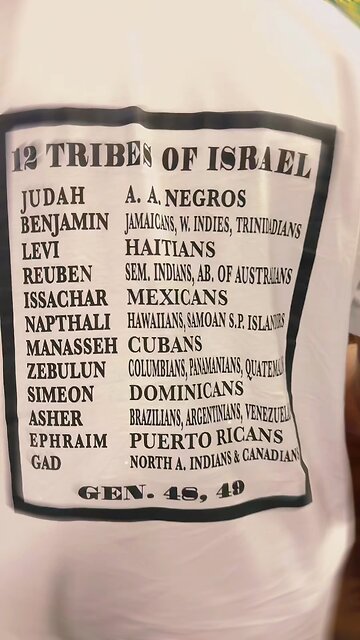 12 TRIBES OF ISRAEL
JUDAH A. A. NEGROS
BENJAMIN JAMAICANS, W. INDIES, TRINIDADIANS
LEVI HAITIANS
REUBEN SEM. INDIANS, AB. OF AUSTRALIANS
ISSACHAR MEXICANS
NAPTHALI HAWAIIANS, SAMOAN S.P. ISLANDERS
MANASSEH CUBANS
ZEBULUN COLUMBIANS, PANAMANIANS,
SIMEON DOMINICANS
ASHER BRAZILIANS, ARGENTINIANS,
EPHRAIM PUERTO RICANS
GAD NORTH A. INDIANS & CANADIANS
GEN. 48, 49